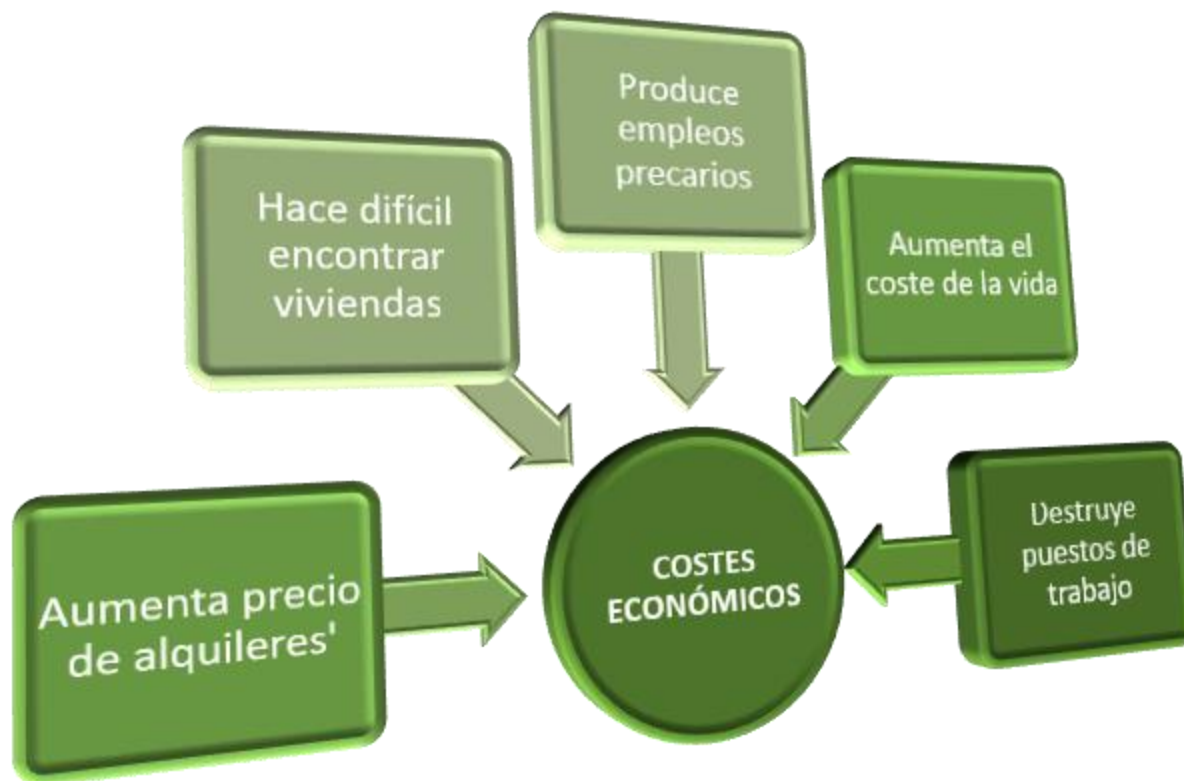 Produce
empleos
precarios
Hace difícil
encontrar
viviendas
Aumenta el
coste de la vida
Destruye
puestos de
trabajo
COSTES
ECONÓMICOS
Aumenta precio
de alquileres'